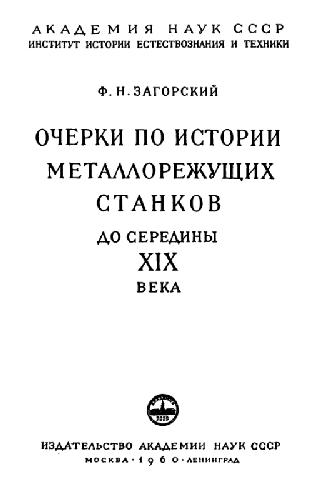 АКАДЕМИЯ НАУК СССР
ИНСТИТУТ ИСТОРИИ ЕСТЕСТВОЗНАНИЯ И ТЕХНИКИ
Ф. Н. ЗАГОРСКИЙ
ОЧЕРКИ ПО ИСТОРИИ
МЕТАЛЛОРЕЖУЩИХ
СТАНКОВ
ДО СЕРЕДИНЫ
XIX
ВЕКА
ИЗДАТЕЛЬСТВО АКАДЕМИИ НАУК СССР
МОСКВА · 1960 · ЛЕНИНГРАД